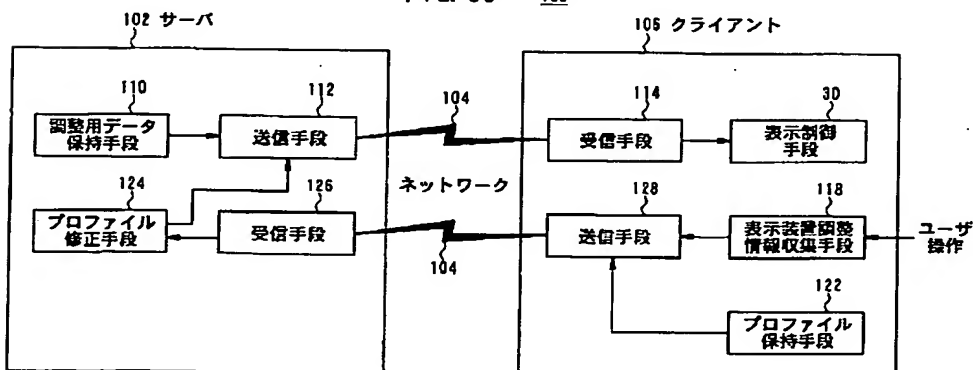 102 サーバ
106 クライアント
110
調整用データ
保持手段
112
送信手段
104
114
受信手段
30
表示制御
手段
ネットワーク
124
プロファイル
修正手段
126
受信手段
104
128
送信手段
118
表示装置調整
情報収集手段
ユーザ
操作
122
プロファイル
保持手段